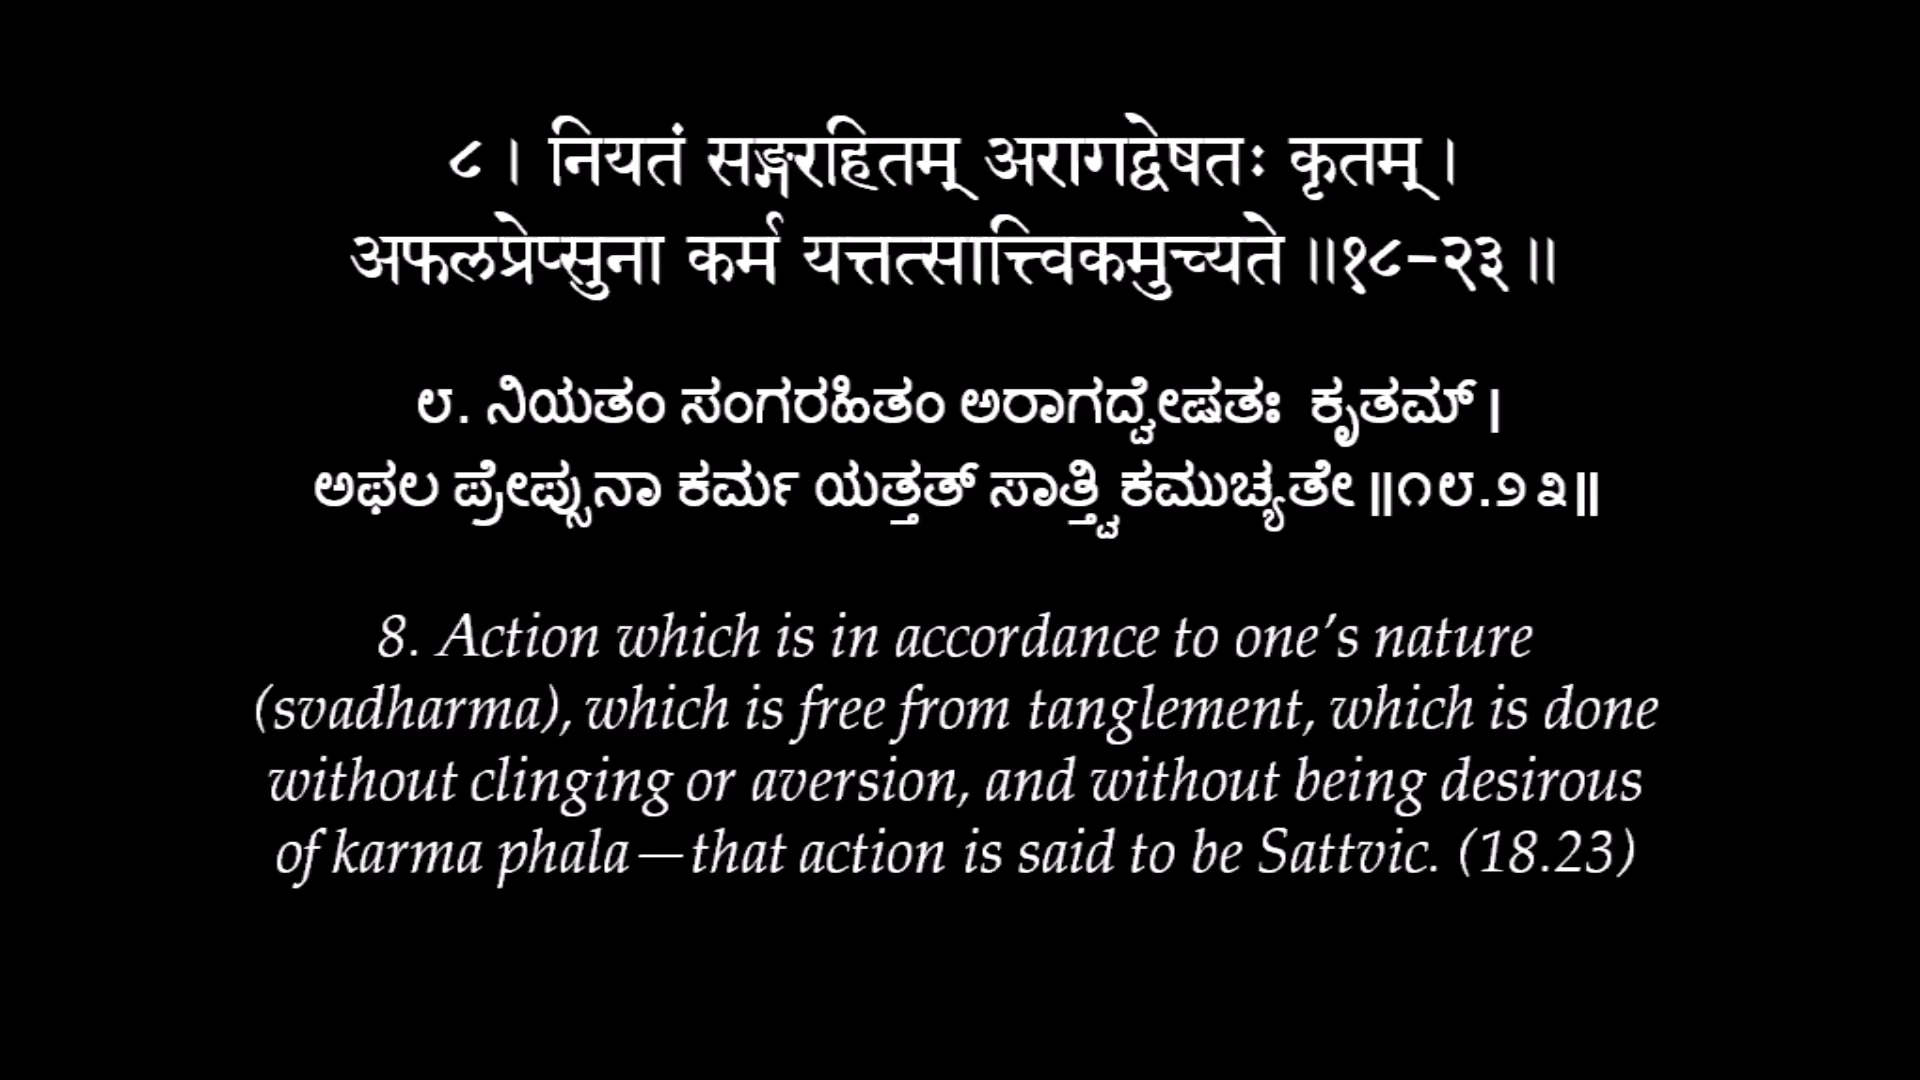 ८। नियतं सङ्गरहितम् अरागद्वेषतः कृतम्।
अफलप्रेप्सुना कर्म यत्तत्सात्त्विकमुच्यते॥१८-२३॥
೮. ನಿಯತಂ ಸಂಗರಹಿತಂ ಅರಾಗದ್ವೇಷತಃ ಕೃತಮ್|
ಅಫಲ ಪ್ರೇಪ್ಸುನಾ ಕರ್ಮ ಯತ್ತತ್ ಸಾತ್ತ್ವಿಕಮುಚ್ಯತೇ ||೧೮.೨೩||
8. Action which is in accordance to one’s nature
(svadharma), which is free from tanglement, which is done
without clinging or aversion, and without being desirous
of karma phala—that action is said to be Sattvic. (18.23)